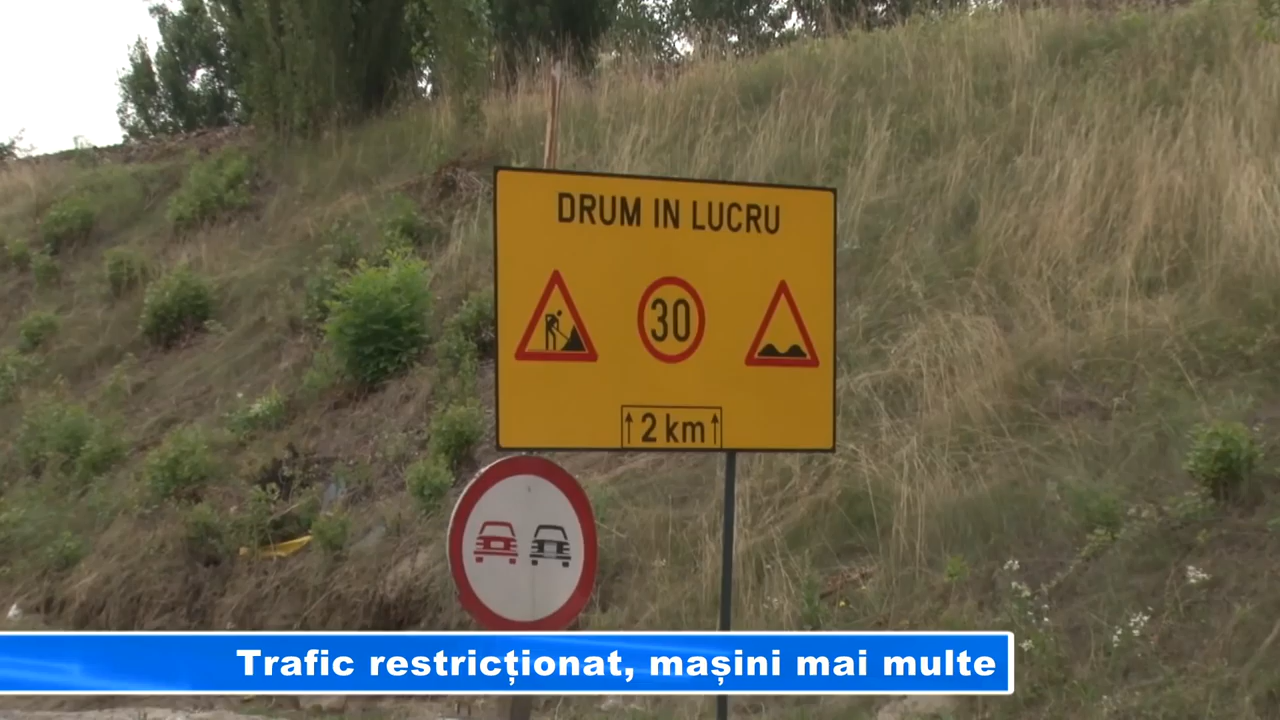 DRUM IN LUCRU
30
↑2 km↑
Trafic restricționat, mașini mai multe